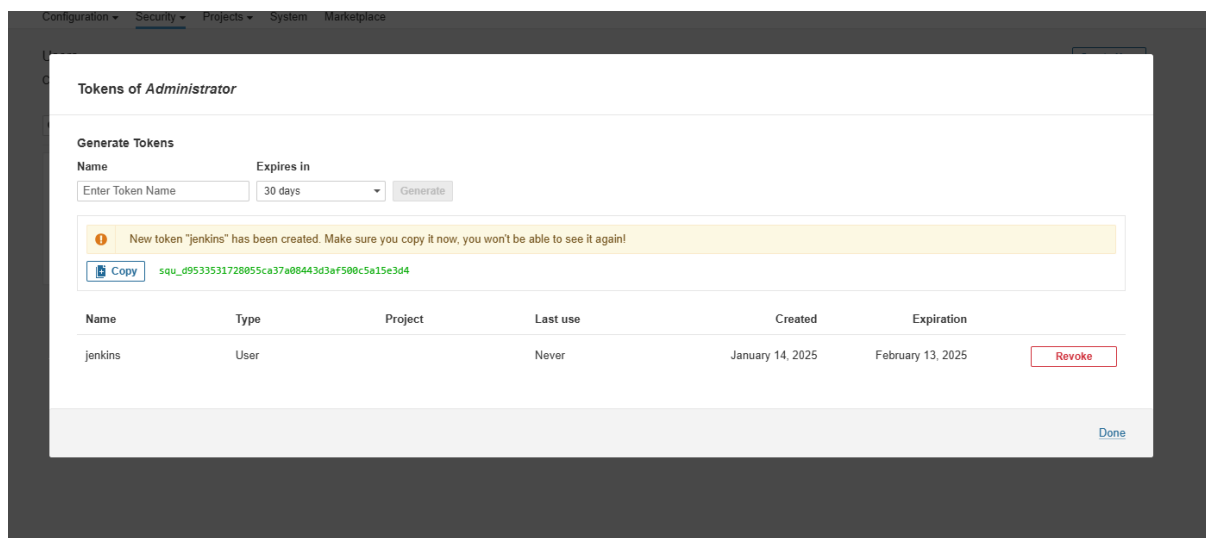 Configuration Security Projects System Marketplace
Tokens of Administrator
Generate Tokens
Name Expires in
Enter Token Name 30 days Generate
New token "jenkins" has been created. Make sure you copy it now, you won't be able to see it again!
Copy squ_d9533531728055ca37a08443d3af500c5a15e3d4
Name Type Project Last use Created Expiration
jenkins User Never January 14, 2025 February 13, 2025 Revoke
Done